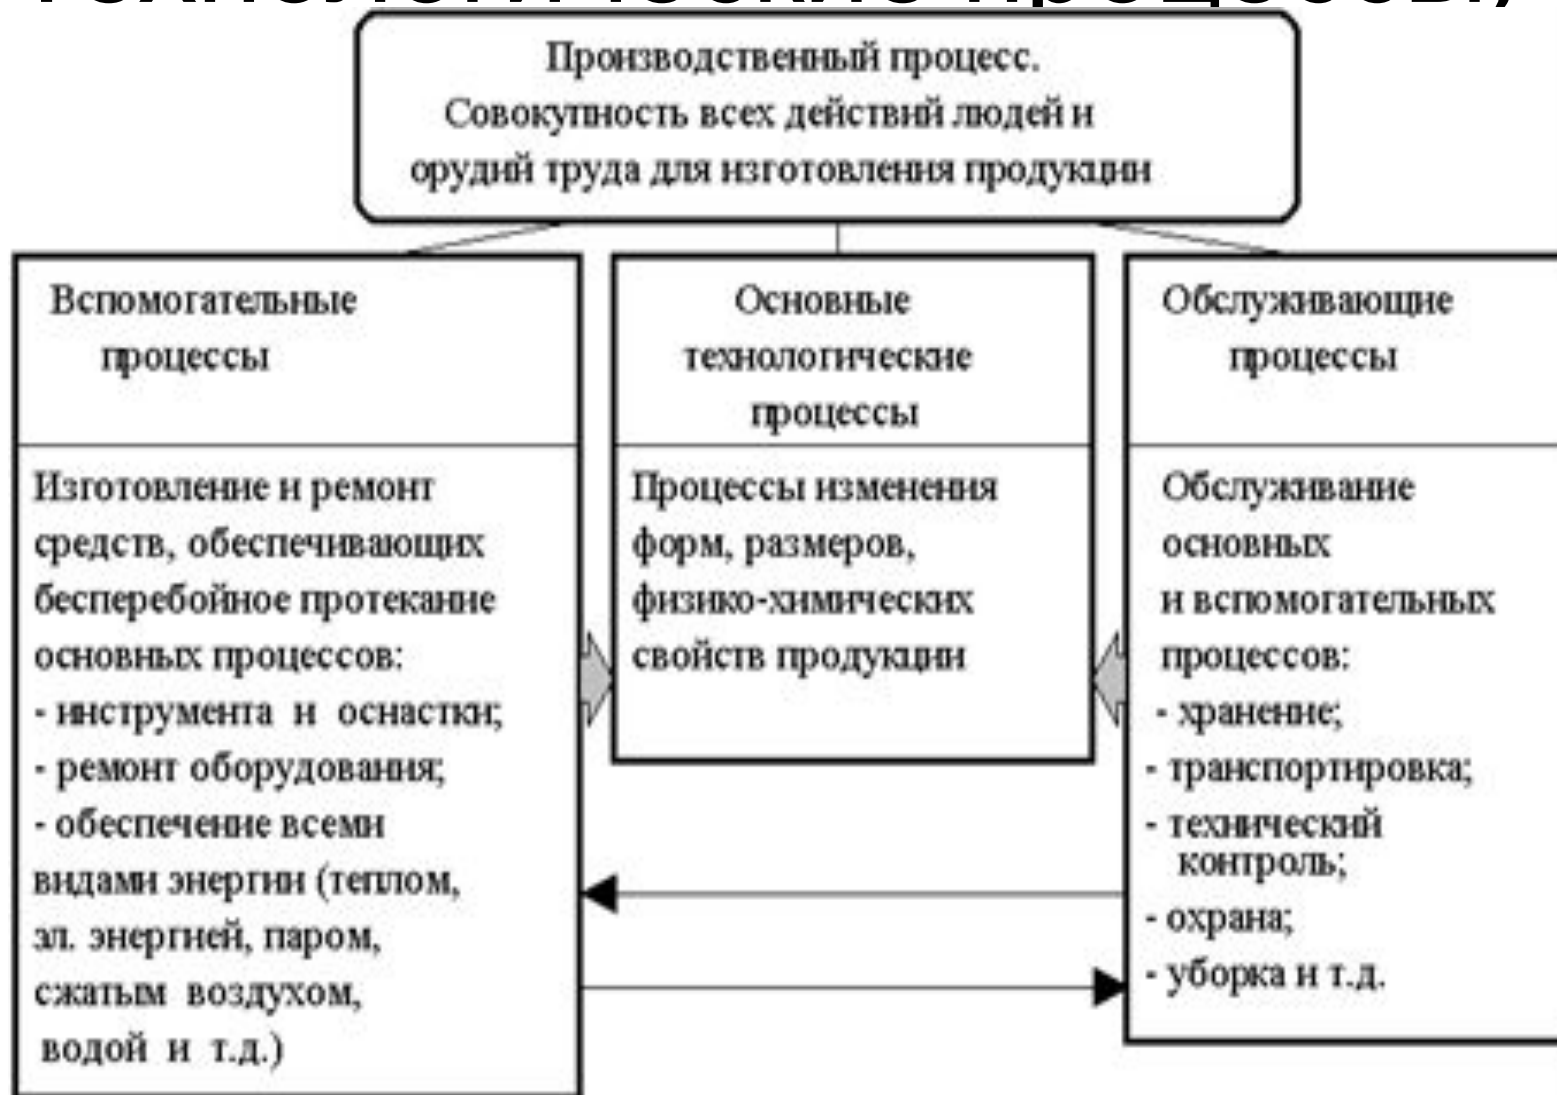 технологические процессы,
Производственный процесс.
Совокупность всех действий людей и
орудий труда для изготовления продукции
Вспомогательные
процессы
Изготовление и ремонт
средств, обеспечивающих
бесперебойное протекание
основных процессов:
- инструмента и оснастки;
- ремонт оборудования;
- обеспечение всеми
видами энергии (теплом,
эл. энергией, паром,
сжатым воздухом,
водой и т.д.)
Основные
технологические
процессы
Процессы изменения
форм, размеров,
физико-химических
свойств продукции
Обслуживающие
процессы
Обслуживание
основных
и вспомогательных
процессов:
- хранение;
- транспортировка;
- технический
контроль;
- охрана;
- уборка и т.д.